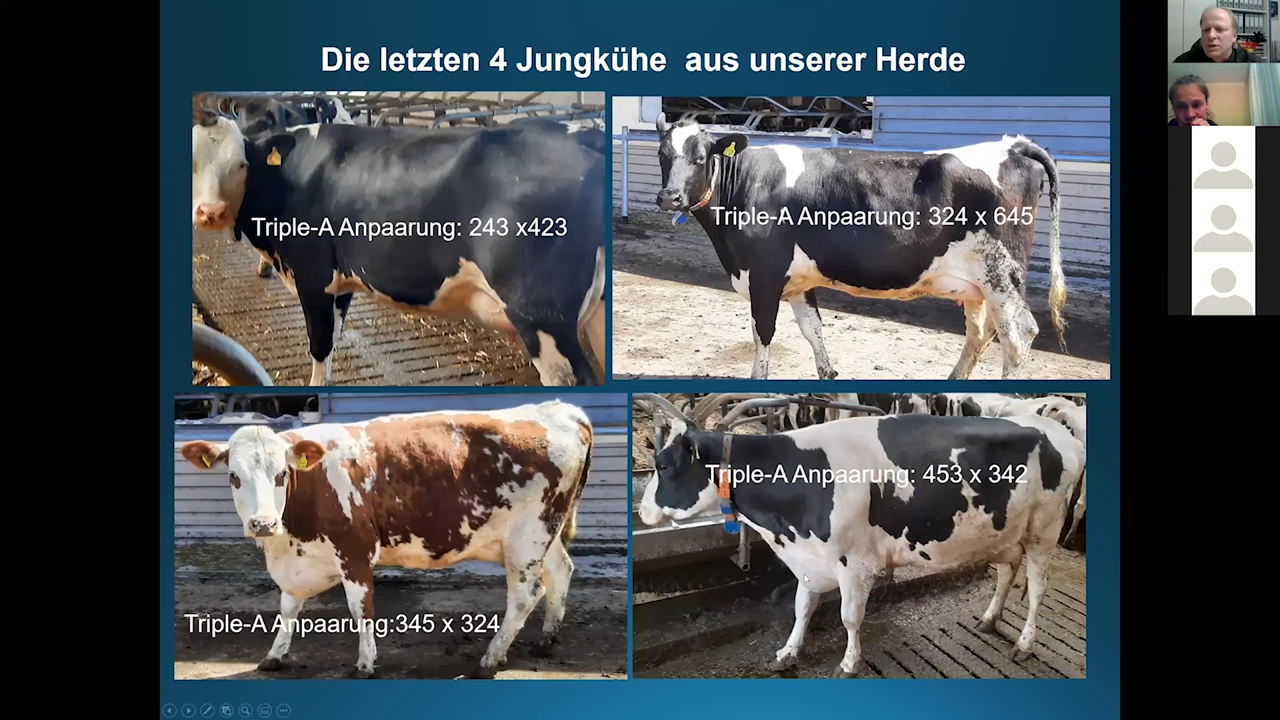 Die letzten 4 Jungkühe aus unserer Herde
Triple-A Anpaarung: 243 x423
Triple-A Anpaarung: 324 x 645
Triple-A Anpaarung:345 x 324
Triple-A Anpaarung: 453 x 342